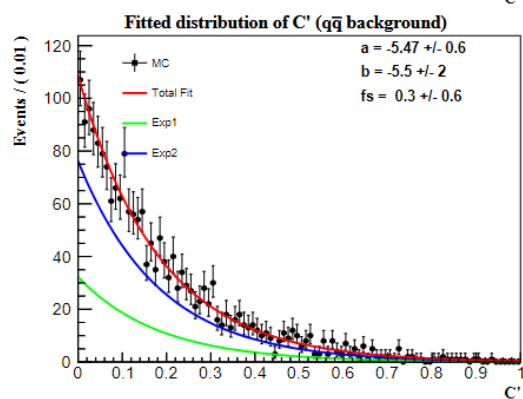 C'
Fitted distribution of C' (qq̅ background)
a = -5.47 +/- 0.6
b = -5.5 +/- 2
fs = 0.3 +/- 0.6
MC
Total Fit
Exp1
Exp2
Events / ( 0.01 )
120
100
80
60
40
20
0
0 0.1 0.2 0.3 0.4 0.5 0.6 0.7 0.8 0.9 1
C'